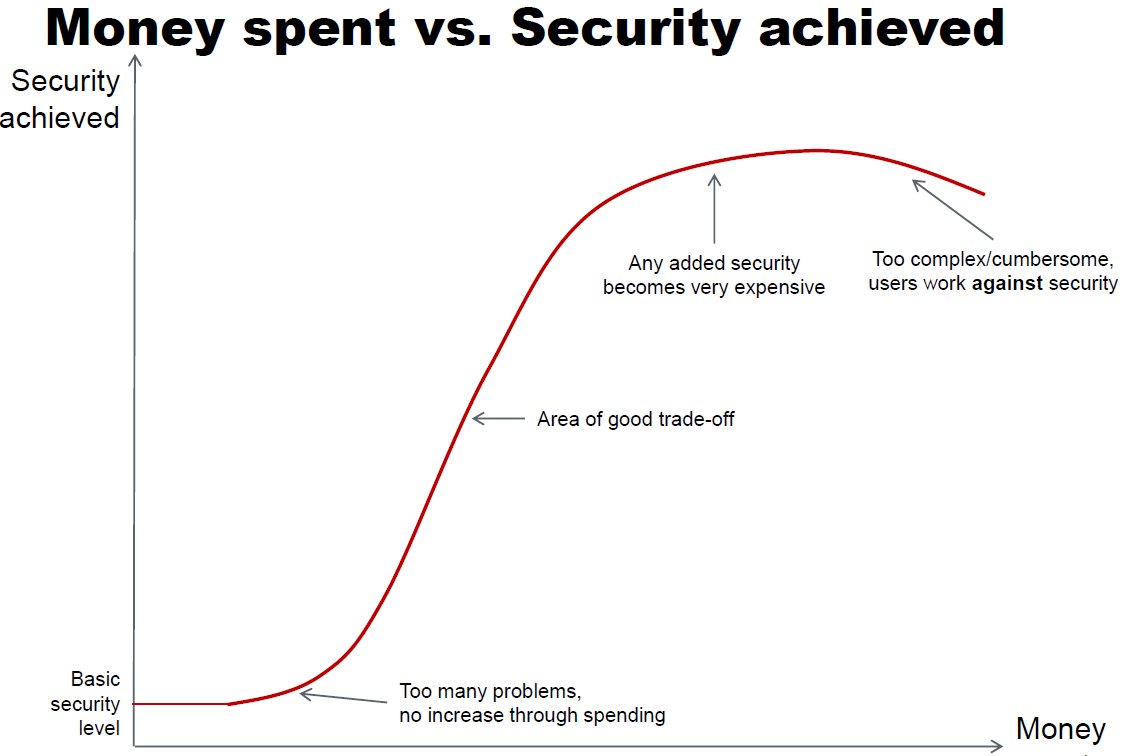 Money spent vs. Security achieved
Security
achieved
Any added security
becomes very expensive
Too complex/cumbersome,
users work against security
Area of good trade-off
Basic
security
level
Too many problems,
no increase through spending
Money